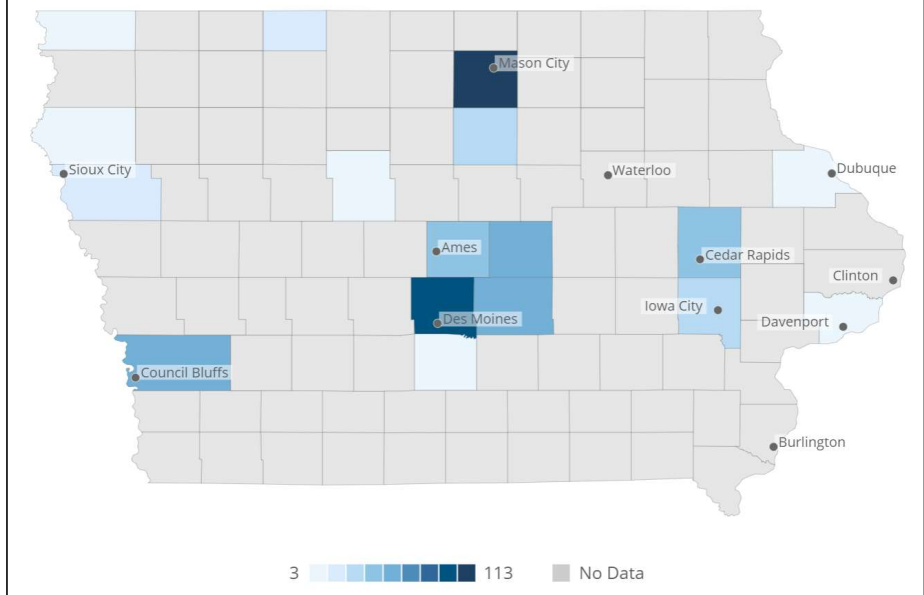 Mason City
Sioux City
Waterloo
Dubuque
Ames
Cedar Rapids
Clinton
Iowa City
Des Moines
Davenport
Council Bluffs
Burlington
3 113 No Data